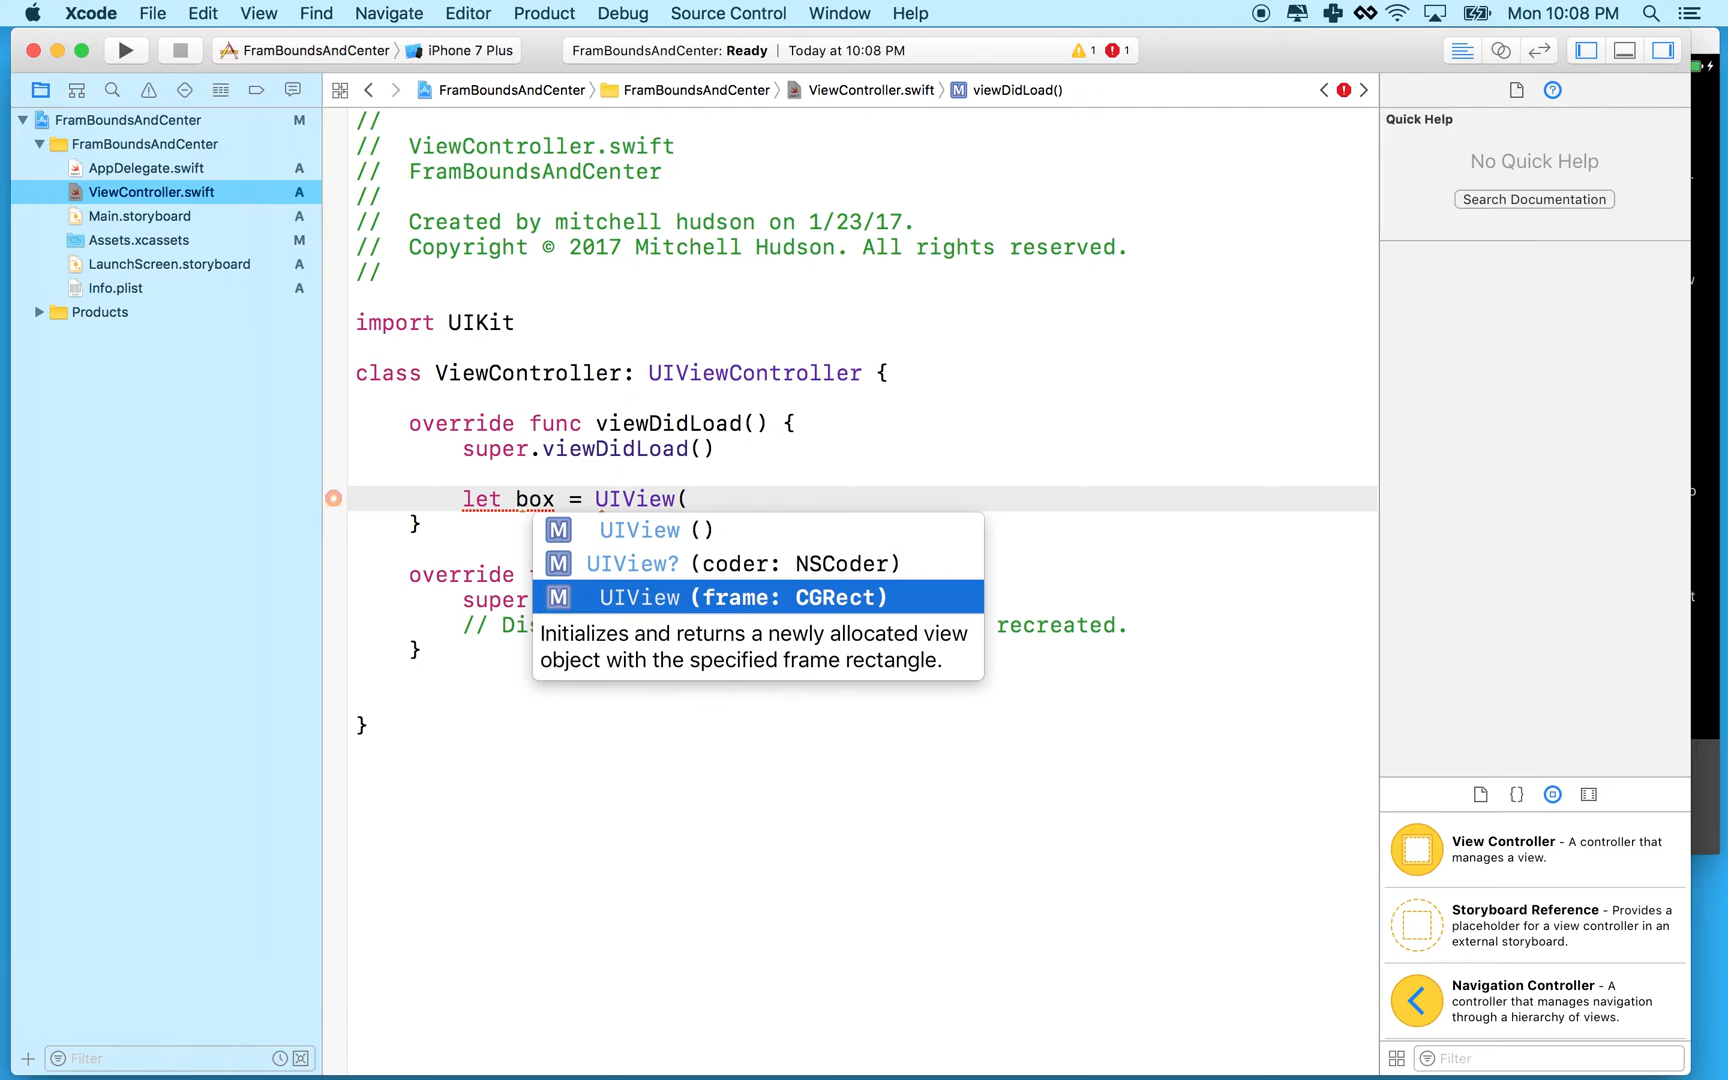 Xcode File Edit View Find Navigate Editor Product Debug Source Control Window Help Mon 10:08 PM
FramBoundsAndCenter iPhone 7 Plus FramBoundsAndCenter: Ready Today at 10:08 PM 1 1
FramBoundsAndCenter FramBoundsAndCenter ViewController.swift M viewDidLoad()
FramBoundsAndCenter M
FramBoundsAndCenter
AppDelegate.swift A
ViewController.swift A
Main.storyboard A
Assets.xcassets M
LaunchScreen.storyboard A
Info.plist A
Products
Filter
//
// ViewController.swift
// FramBoundsAndCenter
//
// Created by mitchell hudson on 1/23/17.
// Copyright © 2017 Mitchell Hudson. All rights reserved.
//
import UIKit
class ViewController: UIViewController {
override func viewDidLoad() {
super.viewDidLoad()
let box = UIView(
}
M UIView ()
M UIView? (coder: NSCoder)
M UIView (frame: CGRect)
Initializes and returns a newly allocated view
object with the specified frame rectangle.
override
super
// Dis recreated.
}
}
Quick Help
No Quick Help
Search Documentation
View Controller - A controller that
manages a view.
Storyboard Reference - Provides a
placeholder for a view controller in an
external storyboard.
Navigation Controller - A
controller that manages navigation
through a hierarchy of views.
Filter